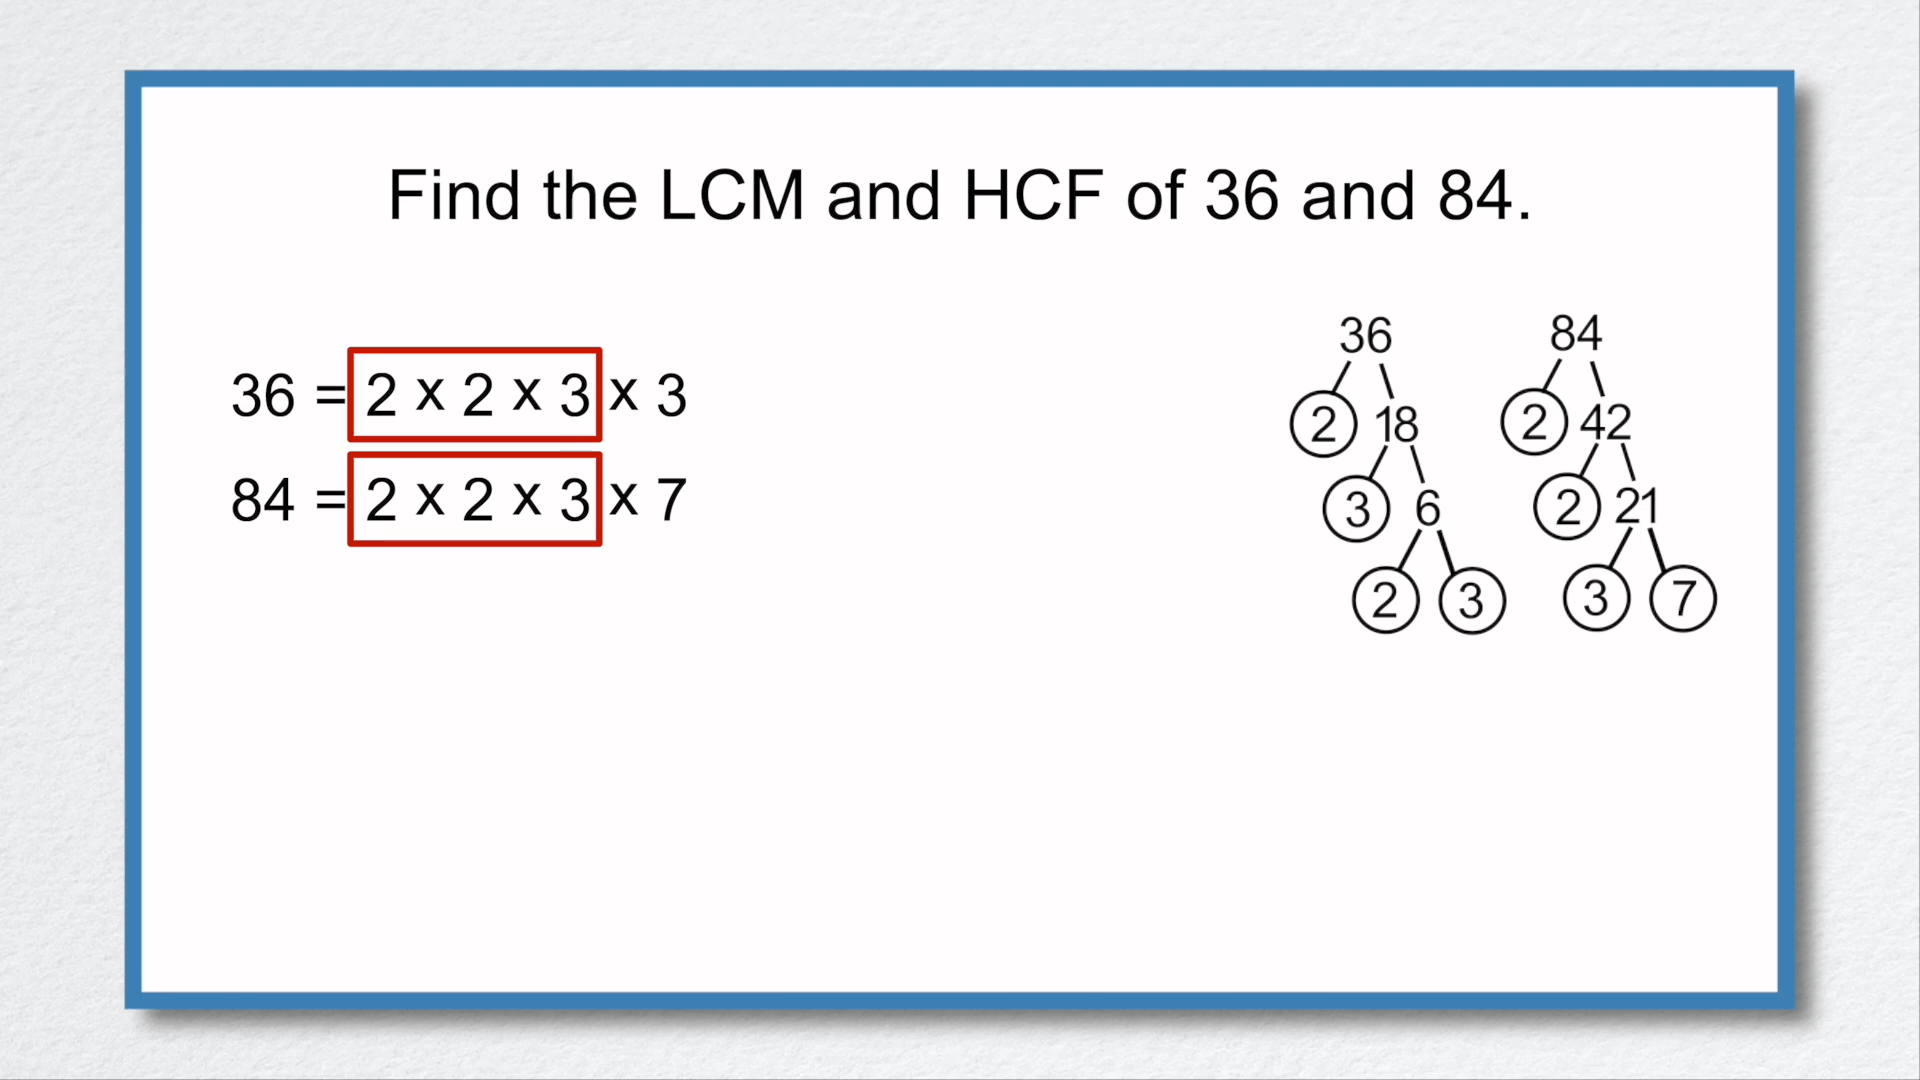 Find the LCM and HCF of 36 and 84.
36 = 2 x 2 x 3 x 3
84 = 2 x 2 x 3 x 7
36
2 18
3 6
2 3
84
2 42
2 21
3 7